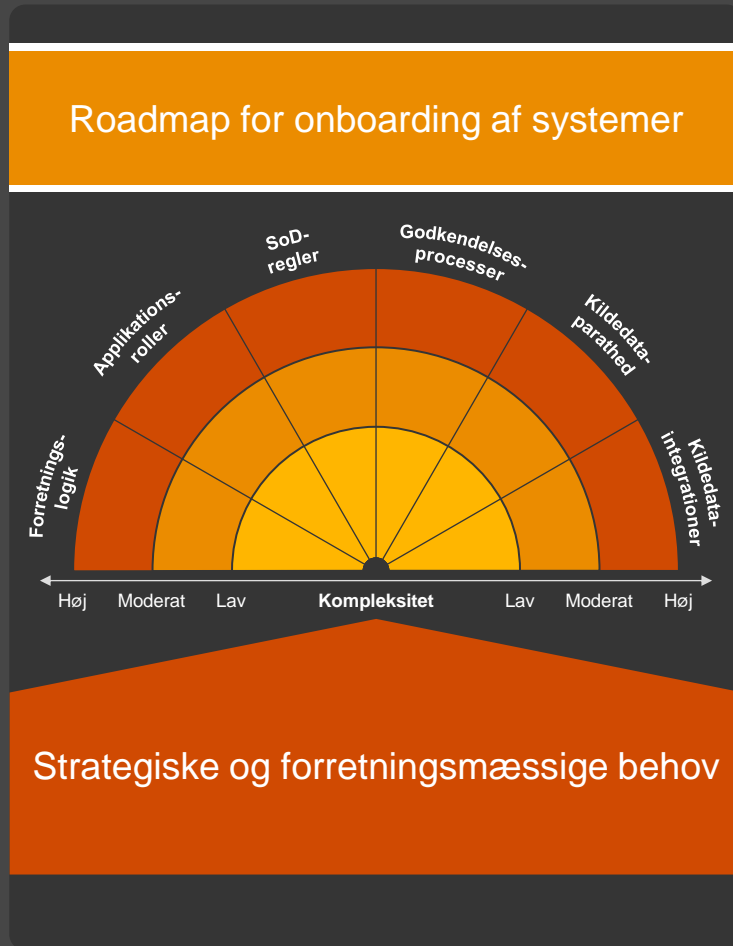 Roadmap for onboarding af systemer
Forretnings-
logik
Applikations-
roller
SoD-
regler
Godkendelses-
processer
Kildedata-
parathed
Kildedata-
integrationer
Høj Moderat Lav Kompleksitet Lav Moderat Høj
Strategiske og forretningsmæssige behov